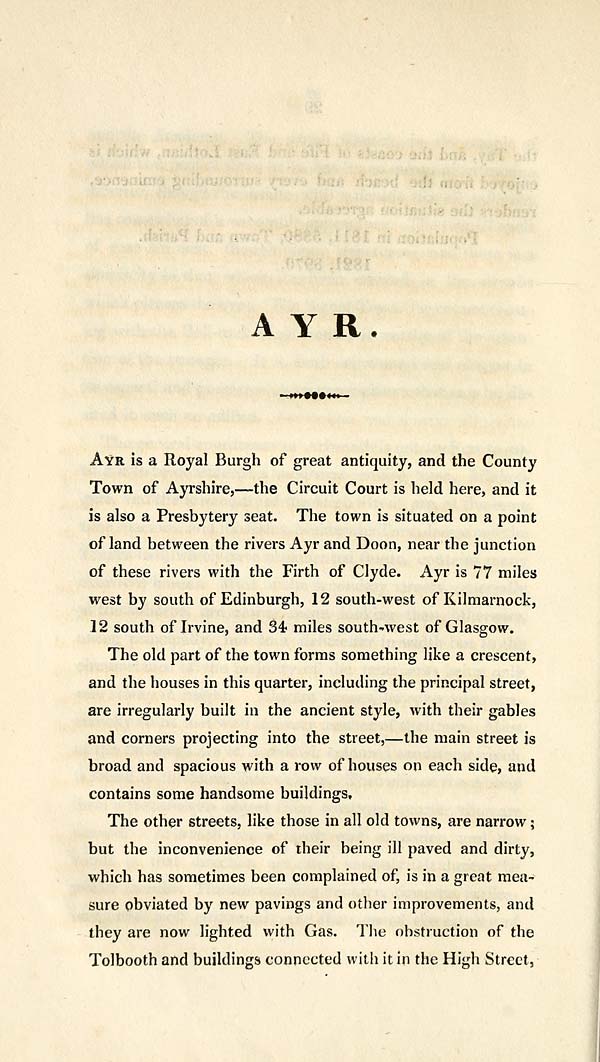 AYR.
AYR is a Royal Burgh of great antiquity, and the County
Town of Ayrshire,—the Circuit Court is held here, and it
is also a Presbytery seat. The town is situated on a point
of land between the rivers Ayr and Doon, near the junction
of these rivers with the Firth of Clyde. Ayr is 77 miles
west by south of Edinburgh, 12 south-west of Kilmarnock,
12 south of Irvine, and 34 miles south-west of Glasgow.
The old part of the town forms something like a crescent,
and the houses in this quarter, including the principal street,
are irregularly built in the ancient style, with their gables
and corners projecting into the street,—the main street is
broad and spacious with a row of houses on each side, and
contains some handsome buildings.
The other streets, like those in all old towns, are narrow;
but the inconvenience of their being ill paved and dirty,
which has sometimes been complained of, is in a great mea-
sure obviated by new pavings and other improvements, and
they are now lighted with Gas. The obstruction of the
Tolbooth and buildings connected with it in the High Street,